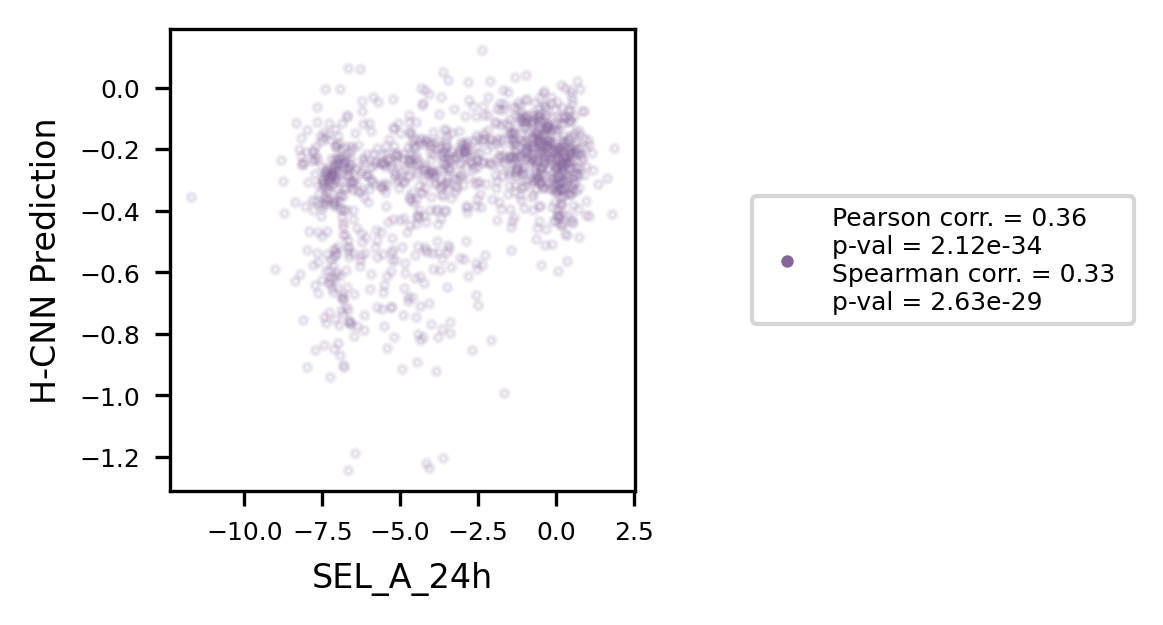 H-CNN Prediction
0.0
−0.2
−0.4
−0.6
−0.8
−1.0
−1.2
−10.0 −7.5 −5.0 −2.5 0.0 2.5
SEL_A_24h
Pearson corr. = 0.36
p-val = 2.12e-34
Spearman corr. = 0.33
p-val = 2.63e-29